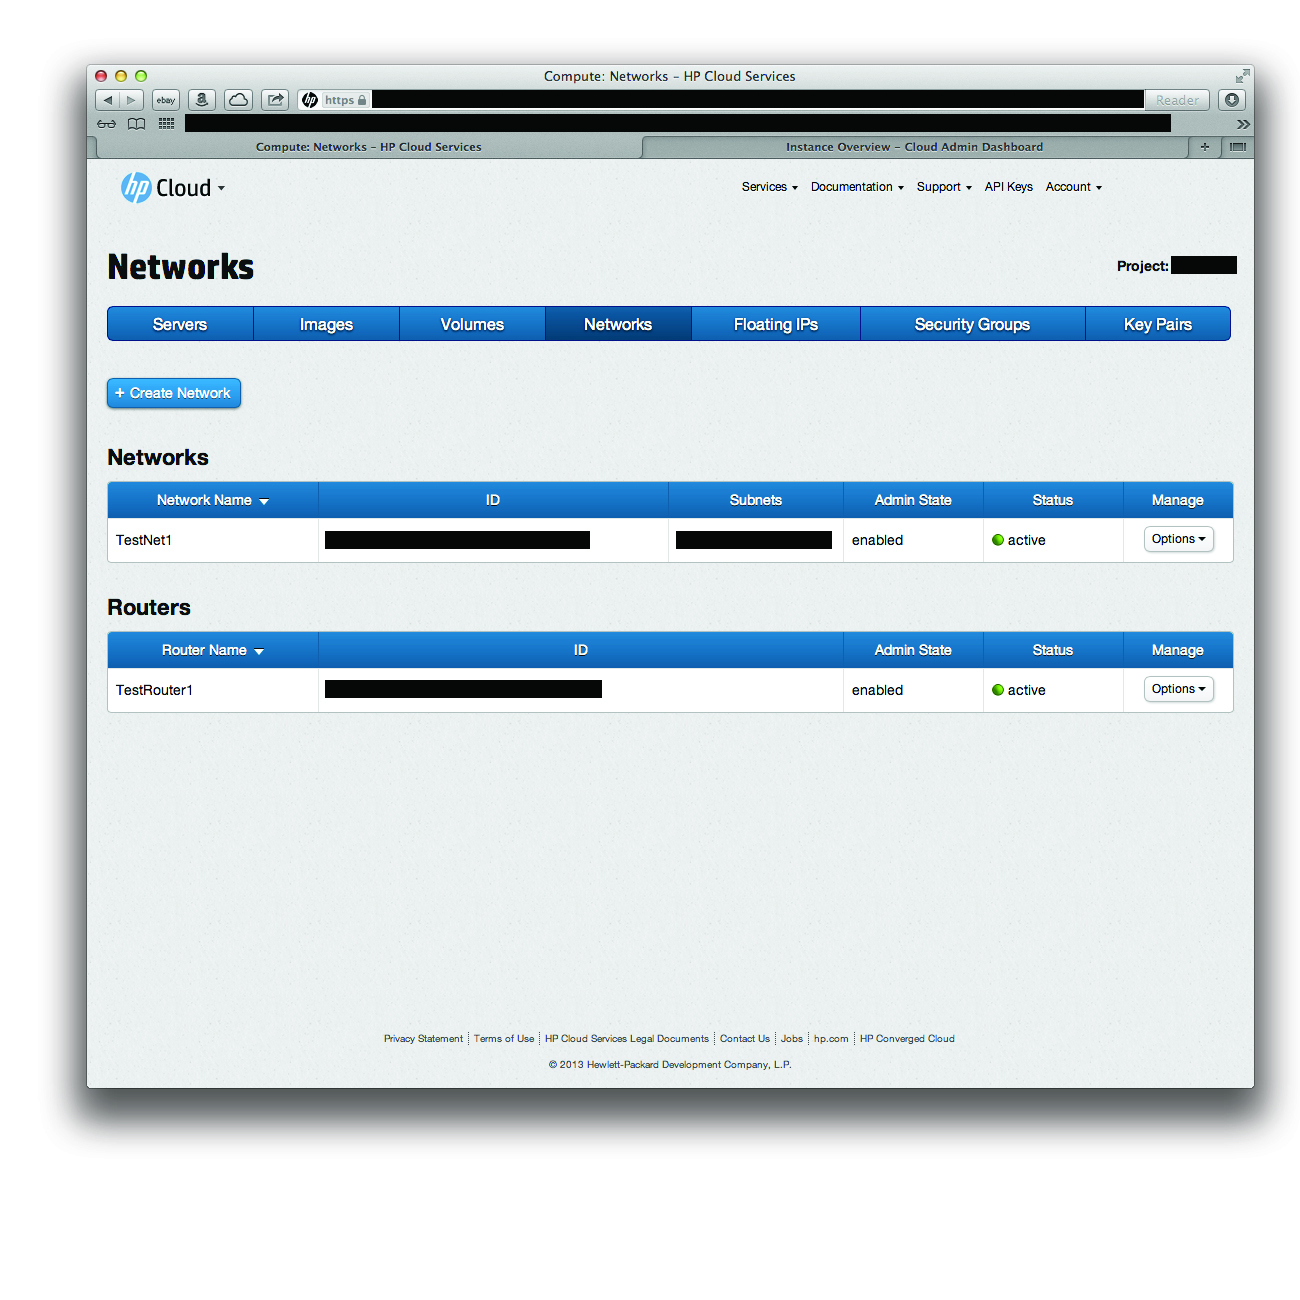 Compute: Networks – HP Cloud Services
ebay a hp https Reader
Compute: Networks – HP Cloud Services Instance Overview – Cloud Admin Dashboard
hp Cloud Services Documentation Support API Keys Account
Networks Project:
Servers Images Volumes Networks Floating IPs Security Groups Key Pairs
+ Create Network
Networks
Network Name ID Subnets Admin State Status Manage
TestNet1 enabled active Options
Routers
Router Name ID Admin State Status Manage
TestRouter1 enabled active Options
Privacy Statement Terms of Use HP Cloud Services Legal Documents Contact Us Jobs hp.com HP Converged Cloud
© 2013 Hewlett-Packard Development Company, L.P.